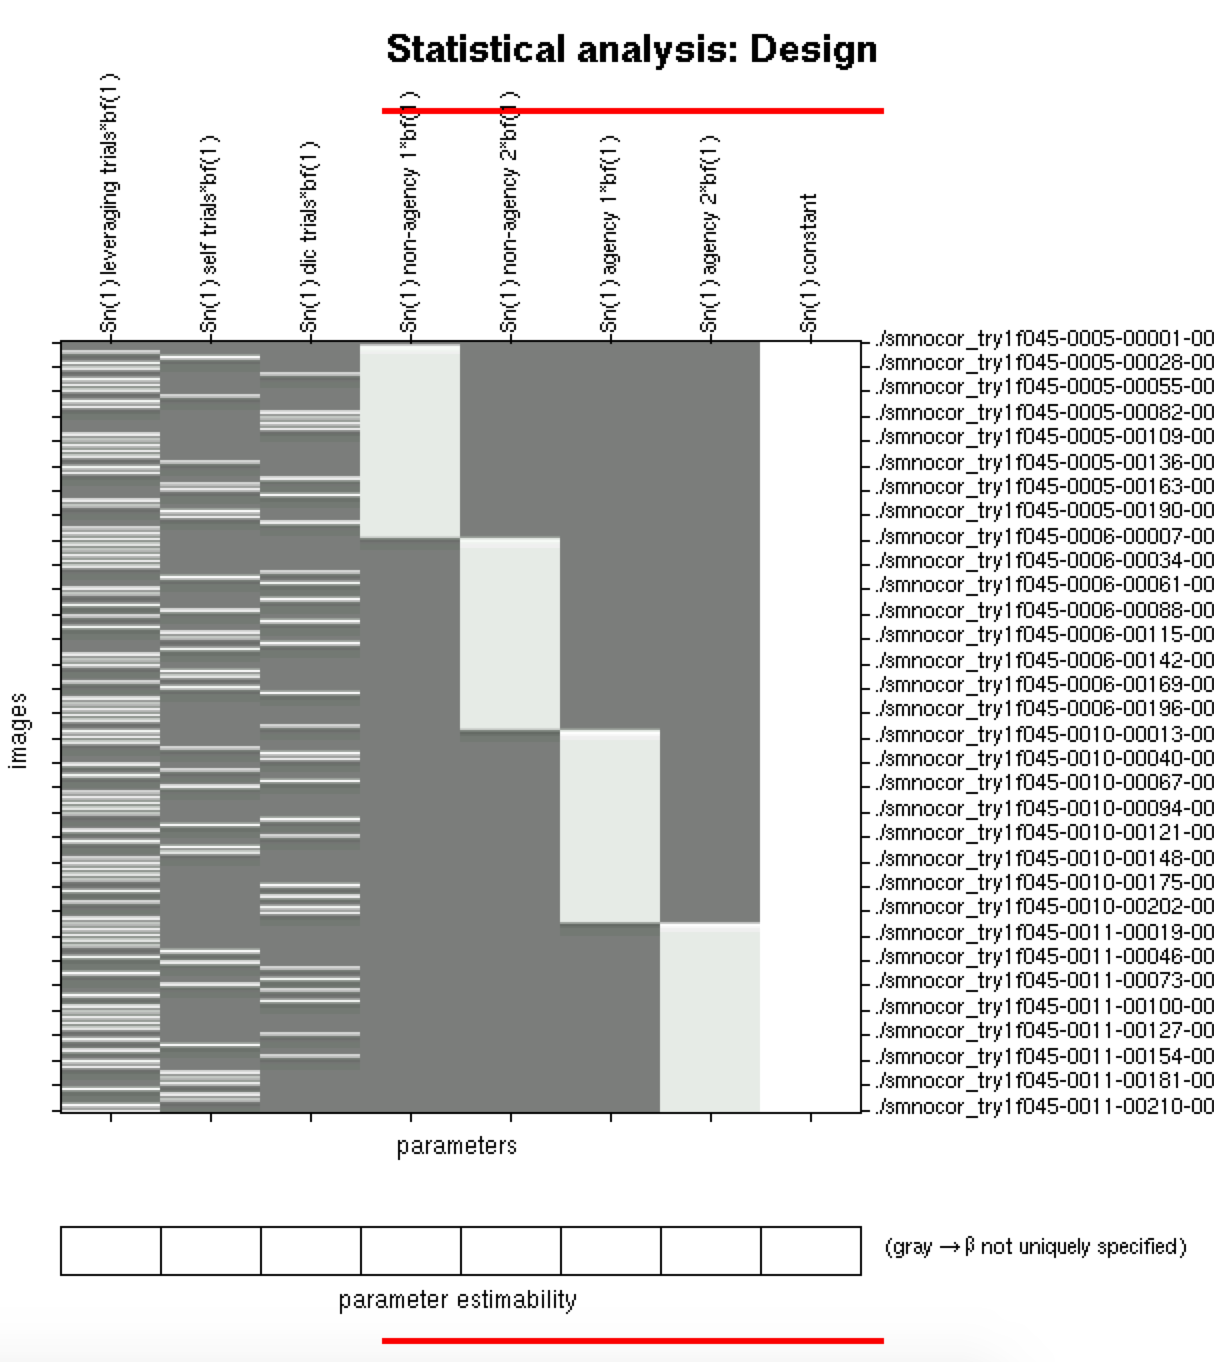 Statistical analysis: Design
Sn(1) leveraging trials*bf(1)
Sn(1) self trials*bf(1)
Sn(1) dic trials*bf(1)
Sn(1) non-agency 1*bf(1)
Sn(1) non-agency 2*bf(1)
Sn(1) agency 1*bf(1)
Sn(1) agency 2*bf(1)
Sn(1) constant
./smnocor_try1f045-0005-00001-00
./smnocor_try1f045-0005-00028-00
./smnocor_try1f045-0005-00055-00
./smnocor_try1f045-0005-00082-00
./smnocor_try1f045-0005-00109-00
./smnocor_try1f045-0005-00136-00
./smnocor_try1f045-0005-00163-00
./smnocor_try1f045-0005-00190-00
./smnocor_try1f045-0006-00007-00
./smnocor_try1f045-0006-00034-00
./smnocor_try1f045-0006-00061-00
./smnocor_try1f045-0006-00088-00
./smnocor_try1f045-0006-00115-00
./smnocor_try1f045-0006-00142-00
./smnocor_try1f045-0006-00169-00
./smnocor_try1f045-0006-00196-00
./smnocor_try1f045-0010-00013-00
./smnocor_try1f045-0010-00040-00
./smnocor_try1f045-0010-00067-00
./smnocor_try1f045-0010-00094-00
./smnocor_try1f045-0010-00121-00
./smnocor_try1f045-0010-00148-00
./smnocor_try1f045-0010-00175-00
./smnocor_try1f045-0010-00202-00
./smnocor_try1f045-0011-00019-00
./smnocor_try1f045-0011-00046-00
./smnocor_try1f045-0011-00073-00
./smnocor_try1f045-0011-00100-00
./smnocor_try1f045-0011-00127-00
./smnocor_try1f045-0011-00154-00
./smnocor_try1f045-0011-00181-00
./smnocor_try1f045-0011-00210-00
images
parameters
(gray → β not uniquely specified)
parameter estimability